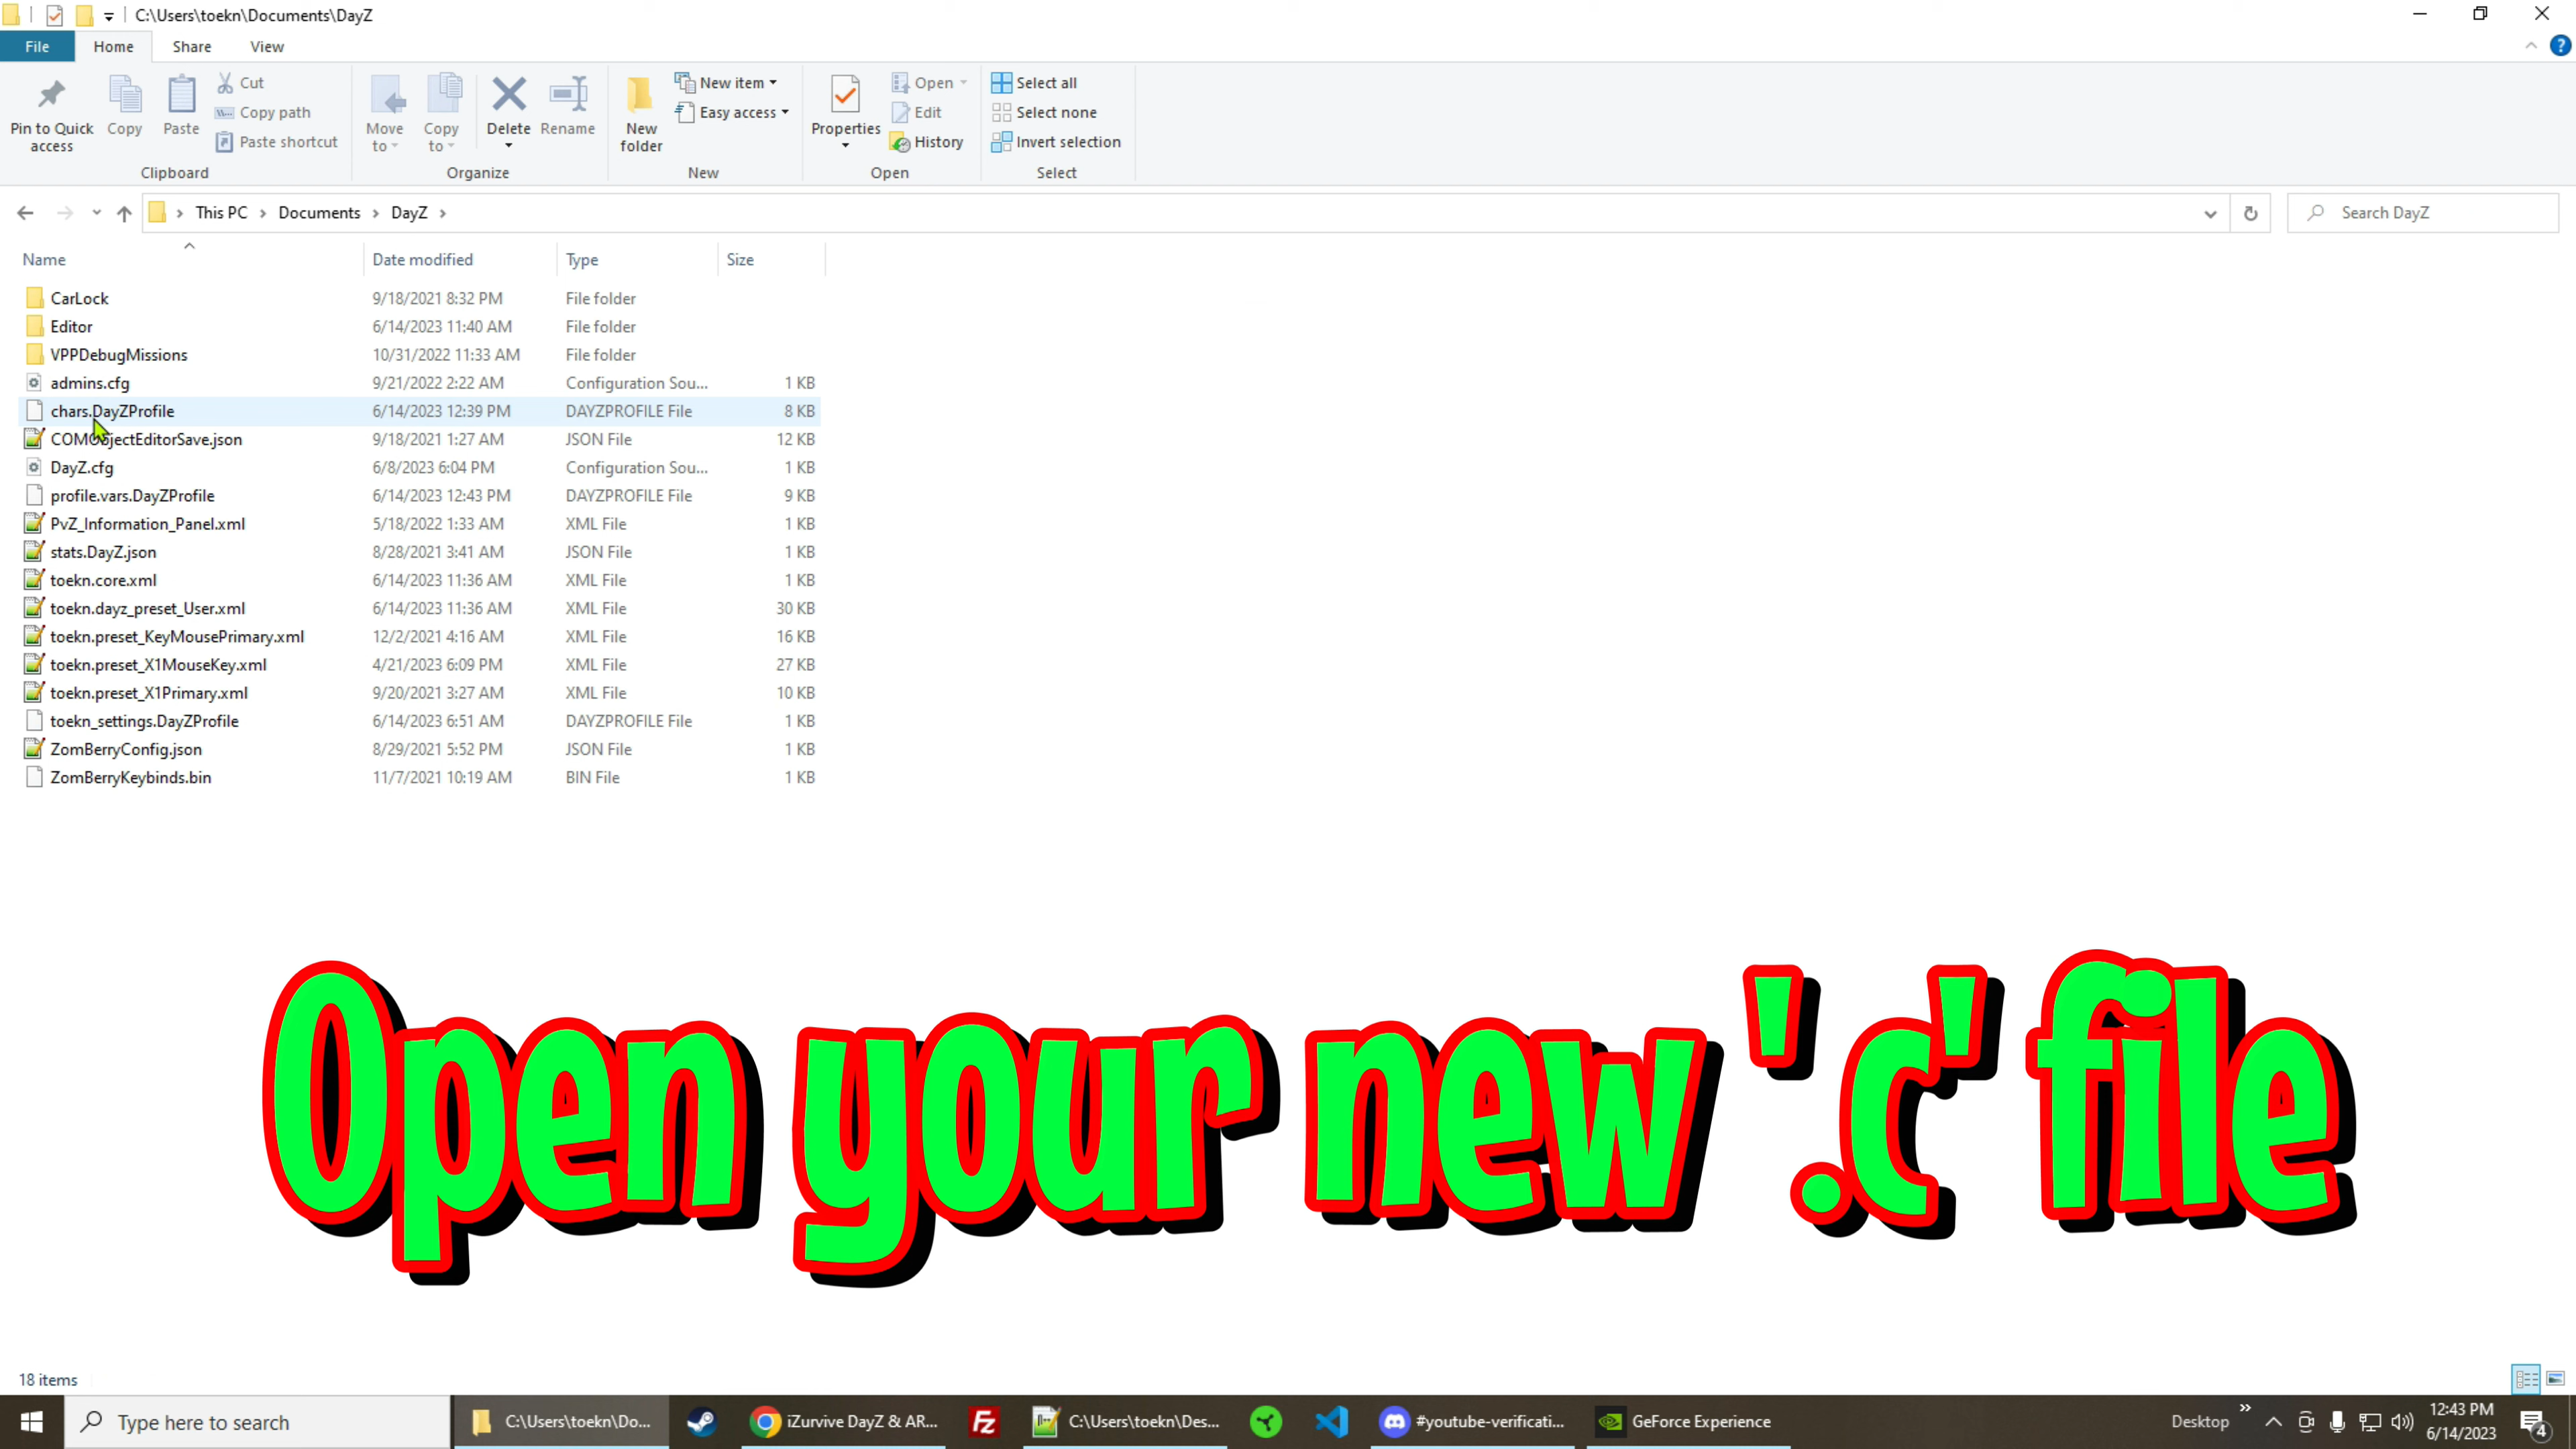 C:\Users\toekn\Documents\DayZ
File Home Share View
Pin to Quick access
Copy
Paste
Cut
Copy path
Paste shortcut
Clipboard
Move to
Copy to
Delete
Rename
Organize
New folder
New item
Easy access
New
Properties
Open
Edit
History
Open
Select all
Select none
Invert selection
Select
This PC > Documents > DayZ >
Search DayZ
Name Date modified Type Size
CarLock 9/18/2021 8:32 PM File folder
Editor 6/14/2023 11:40 AM File folder
VPPDebugMissions 10/31/2022 11:33 AM File folder
admins.cfg 9/21/2022 2:22 AM Configuration Sou... 1 KB
chars.DayZProfile 6/14/2023 12:39 PM DAYZPROFILE File 8 KB
COMObjectEditorSave.json 9/18/2021 1:27 AM JSON File 12 KB
DayZ.cfg 6/8/2023 6:04 PM Configuration Sou... 1 KB
profile.vars.DayZProfile 6/14/2023 12:43 PM DAYZPROFILE File 9 KB
PvZ_Information_Panel.xml 5/18/2022 1:33 AM XML File 1 KB
stats.DayZ.json 8/28/2021 3:41 AM JSON File 1 KB
toekn.core.xml 6/14/2023 11:36 AM XML File 1 KB
toekn.dayz_preset_User.xml 6/14/2023 11:36 AM XML File 30 KB
toekn.preset_KeyMousePrimary.xml 12/2/2021 4:16 AM XML File 16 KB
toekn.preset_X1MouseKey.xml 4/21/2023 6:09 PM XML File 27 KB
toekn.preset_X1Primary.xml 9/20/2021 3:27 AM XML File 10 KB
toekn_settings.DayZProfile 6/14/2023 6:51 AM DAYZPROFILE File 1 KB
ZomBerryConfig.json 8/29/2021 5:52 PM JSON File 1 KB
ZomBerryKeybinds.bin 11/7/2021 10:19 AM BIN File 1 KB
Open your new '.c' file
18 items
Type here to search
C:\Users\toekn\Do...
iZurvive DayZ & AR...
Fz
C:\Users\toekn\Des...
#youtube-verificati...
GeForce Experience
Desktop »
12:43 PM
6/14/2023
4